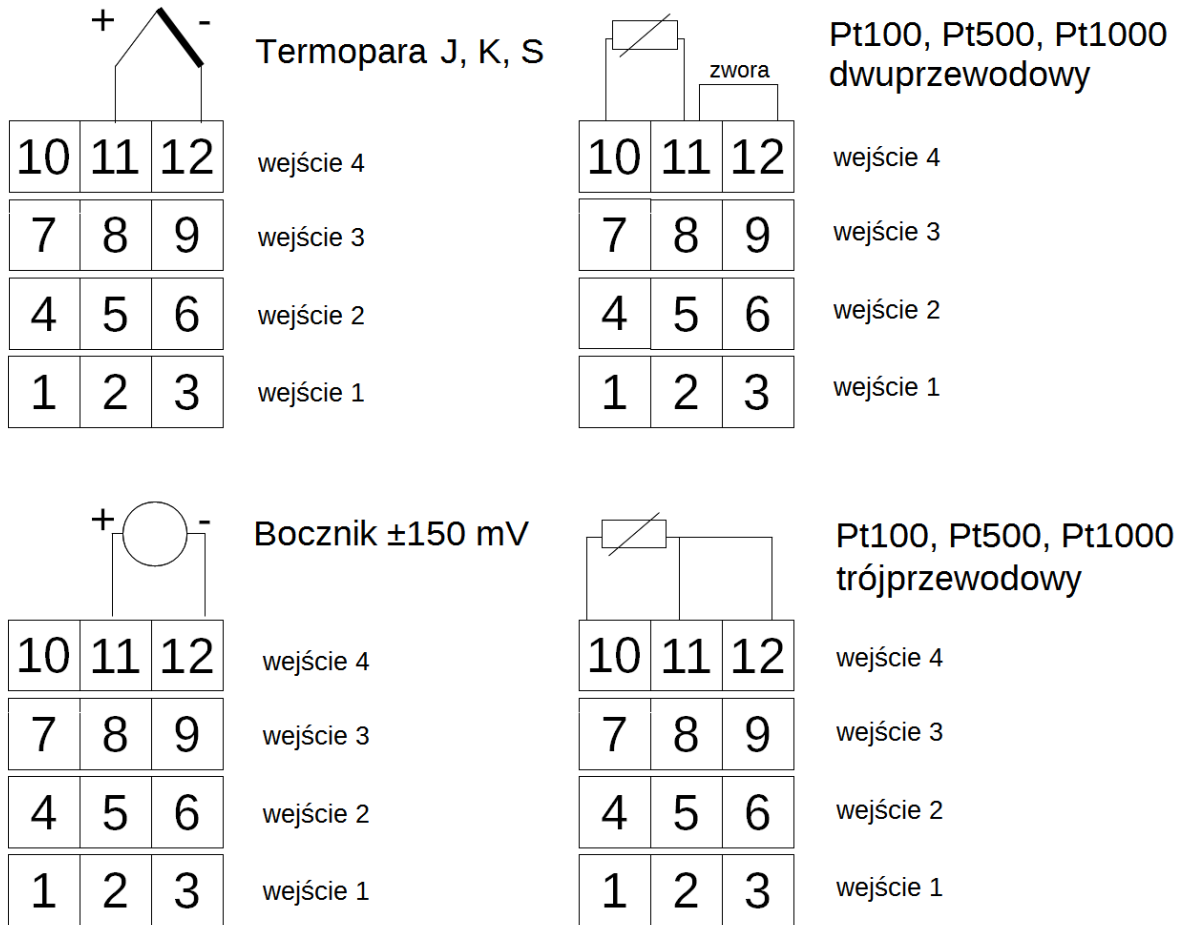 + -
Termopara J, K, S
10 11 12 wejście 4
7 8 9 wejście 3
4 5 6 wejście 2
1 2 3 wejście 1
Pt100, Pt500, Pt1000
dwuprzewodowy
zwora
10 11 12 wejście 4
7 8 9 wejście 3
4 5 6 wejście 2
1 2 3 wejście 1
+ -
Bocznik ±150 mV
10 11 12 wejście 4
7 8 9 wejście 3
4 5 6 wejście 2
1 2 3 wejście 1
Pt100, Pt500, Pt1000
trójprzewodowy
10 11 12 wejście 4
7 8 9 wejście 3
4 5 6 wejście 2
1 2 3 wejście 1